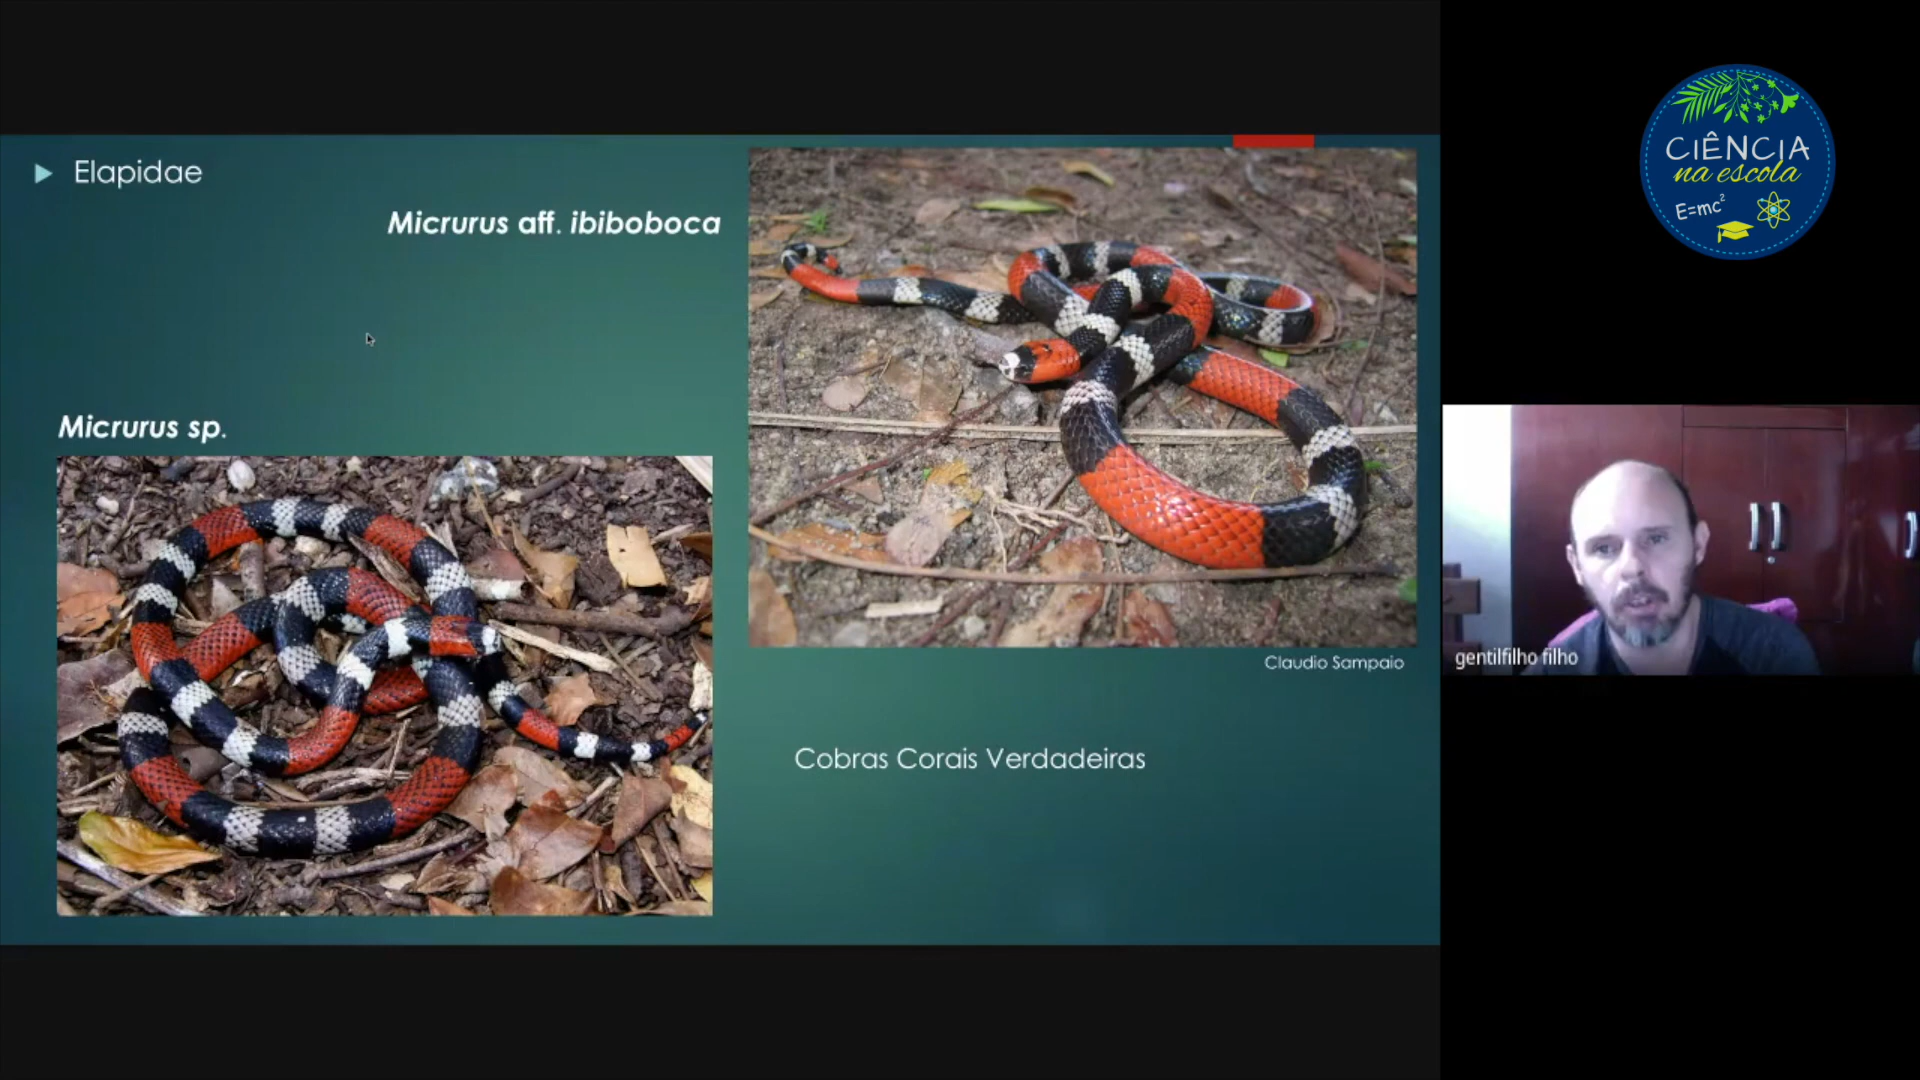 Elapidae
Micrurus aff. ibiboboca
Micrurus sp.
Claudio Sampaio
Cobras Corais Verdadeiras
CIÊNCIA
na escola
E=mc²
gentilfilho filho